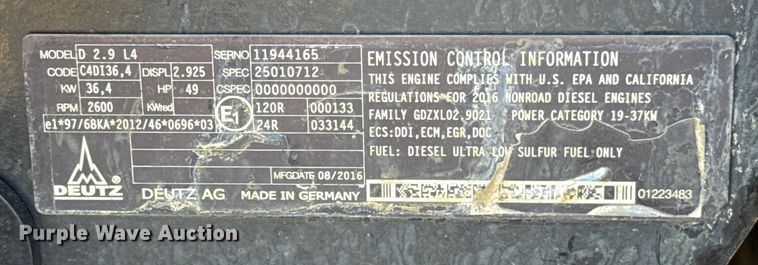 MODEL D 2.9 L4 SERNO 11944165
CODE C4DI36,4 DISPL 2.925 SPEC 25010712
KW 36,4 HP 49 CSPEC 0000000000
RPM 2600 KWred E1 120R 000133
e1*97/68KA*2012/46*0696*03 24R 033144
MFGDATE 08/2016
DEUTZ DEUTZ AG MADE IN GERMANY
EMISSION CONTROL INFORMATION
THIS ENGINE COMPLIES WITH U.S. EPA AND CALIFORNIA
REGULATIONS FOR 2016 NONROAD DIESEL ENGINES
FAMILY GDZXL02.9021 POWER CATEGORY 19-37KW
ECS:DDI,ECM,EGR,DOC
FUEL: DIESEL ULTRA LOW SULFUR FUEL ONLY
01223483
Purple Wave Auction